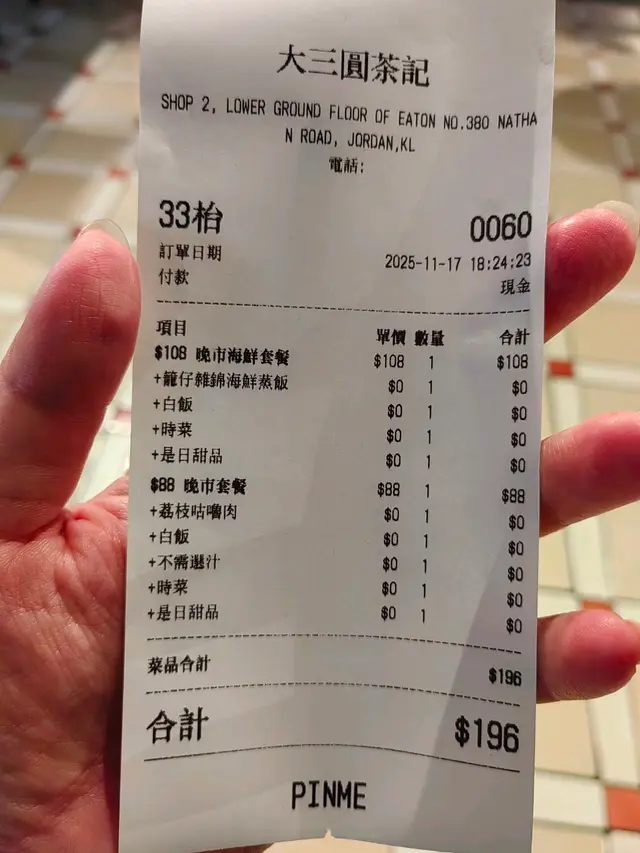 大三圓茶記
SHOP 2, LOWER GROUND FLOOR OF EATON NO.380 NATHA
N ROAD, JORDAN,KL
電話:
33枱 0060
訂單日期 2025-11-17 18:24:23
付款 現金
項目 單價 數量 合計
$108 晚市海鮮套餐 $108 1 $108
+籠仔雜錦海鮮蒸飯 $0 1 $0
+白飯 $0 1 $0
+時菜 $0 1 $0
+是日甜品 $0 1 $0
$88 晚市套餐 $88 1 $88
+荔枝咕嚕肉 $0 1 $0
+白飯 $0 1 $0
+不需選汁 $0 1 $0
+時菜 $0 1 $0
+是日甜品 $0 1 $0
菜品合計 $196
合計 $196
PINME